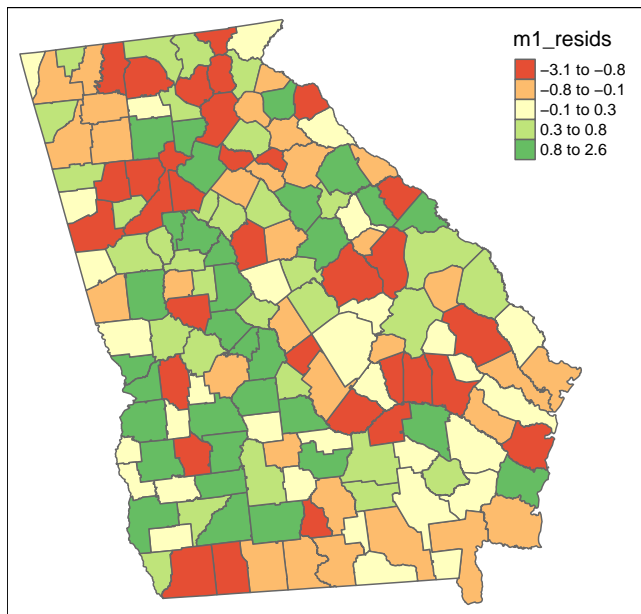 m1_resids
−3.1 to −0.8
−0.8 to −0.1
−0.1 to 0.3
0.3 to 0.8
0.8 to 2.6